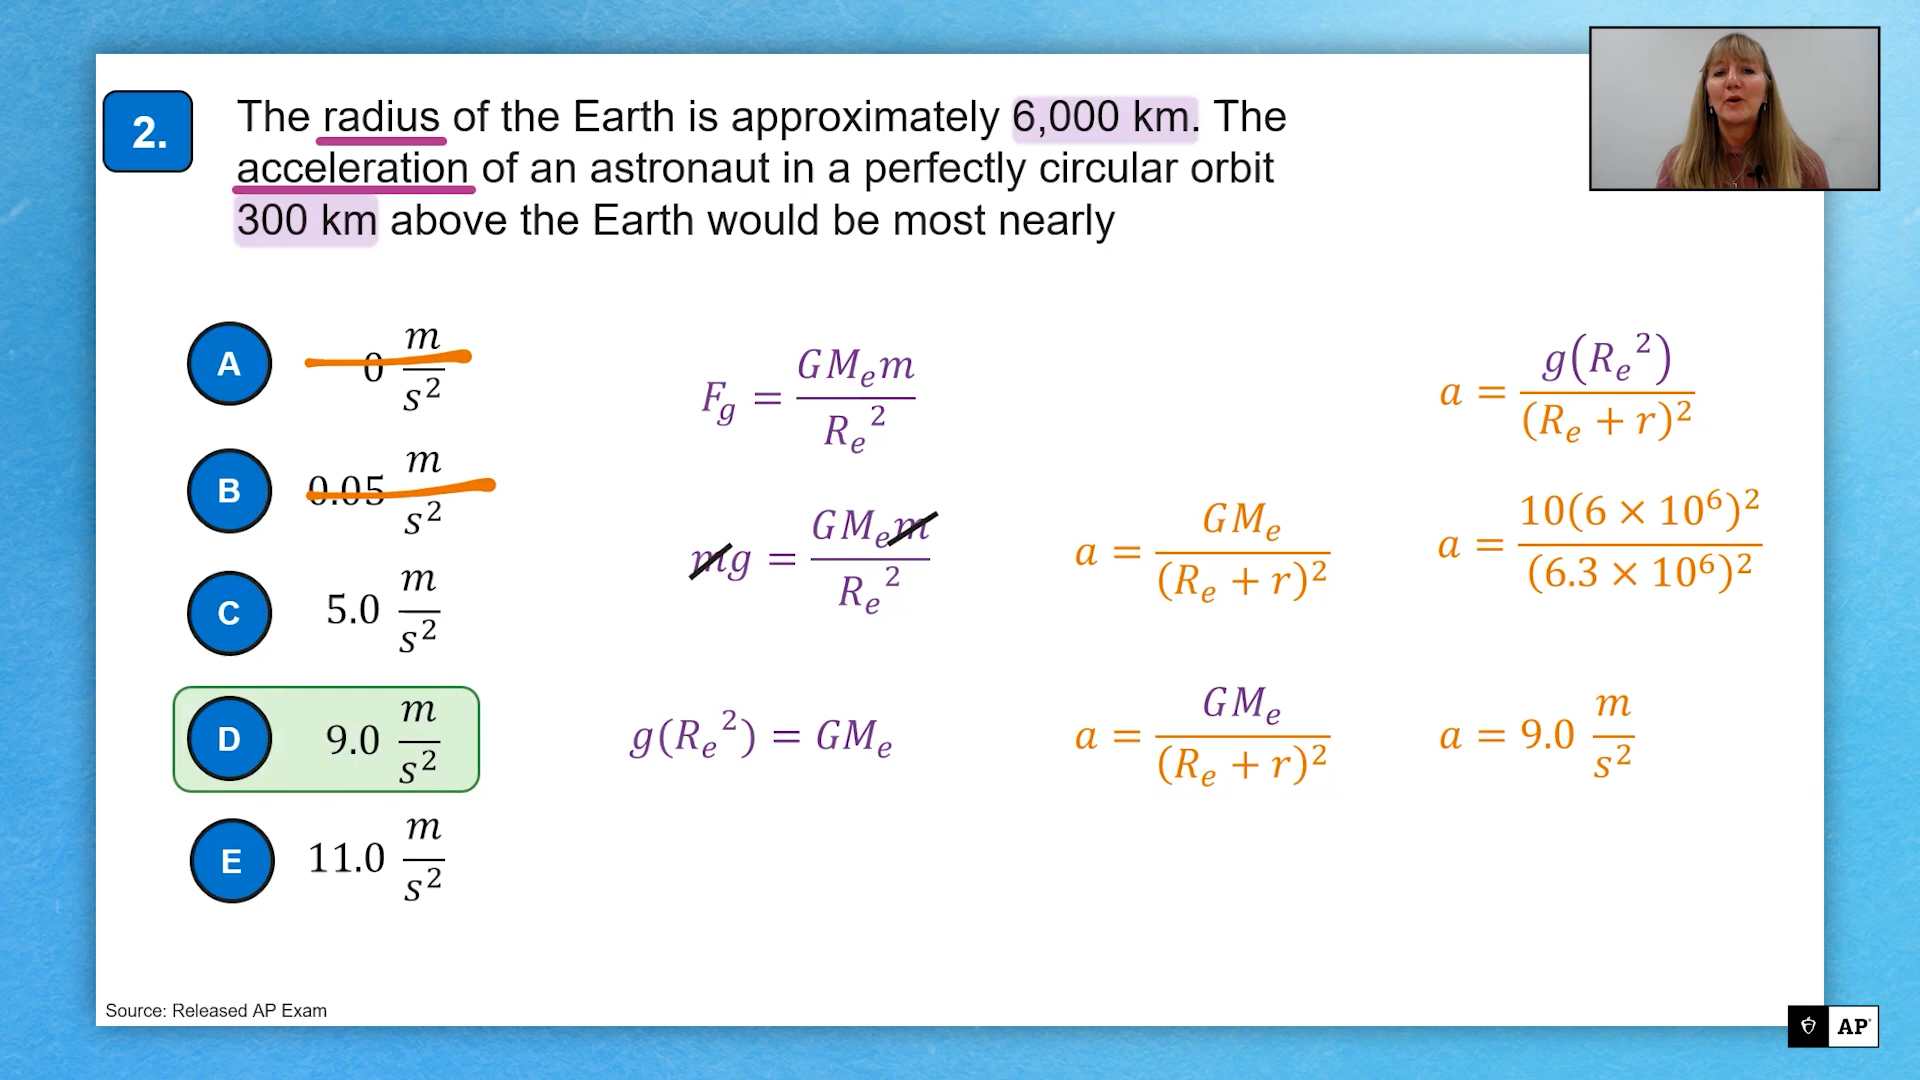 2.
The radius of the Earth is approximately 6,000 km. The
acceleration of an astronaut in a perfectly circular orbit
300 km above the Earth would be most nearly
A 0 m/s²
B 0.05 m/s²
C 5.0 m/s²
D 9.0 m/s²
E 11.0 m/s²
F_g = GM_e m / R_e²
mg = GM_e m / R_e²
g(R_e²) = GM_e
a = GM_e / (R_e + r)²
a = GM_e / (R_e + r)²
a = g(R_e²) / (R_e + r)²
a = 10(6 × 10⁶)² / (6.3 × 10⁶)²
a = 9.0 m/s²
Source: Released AP Exam
AP